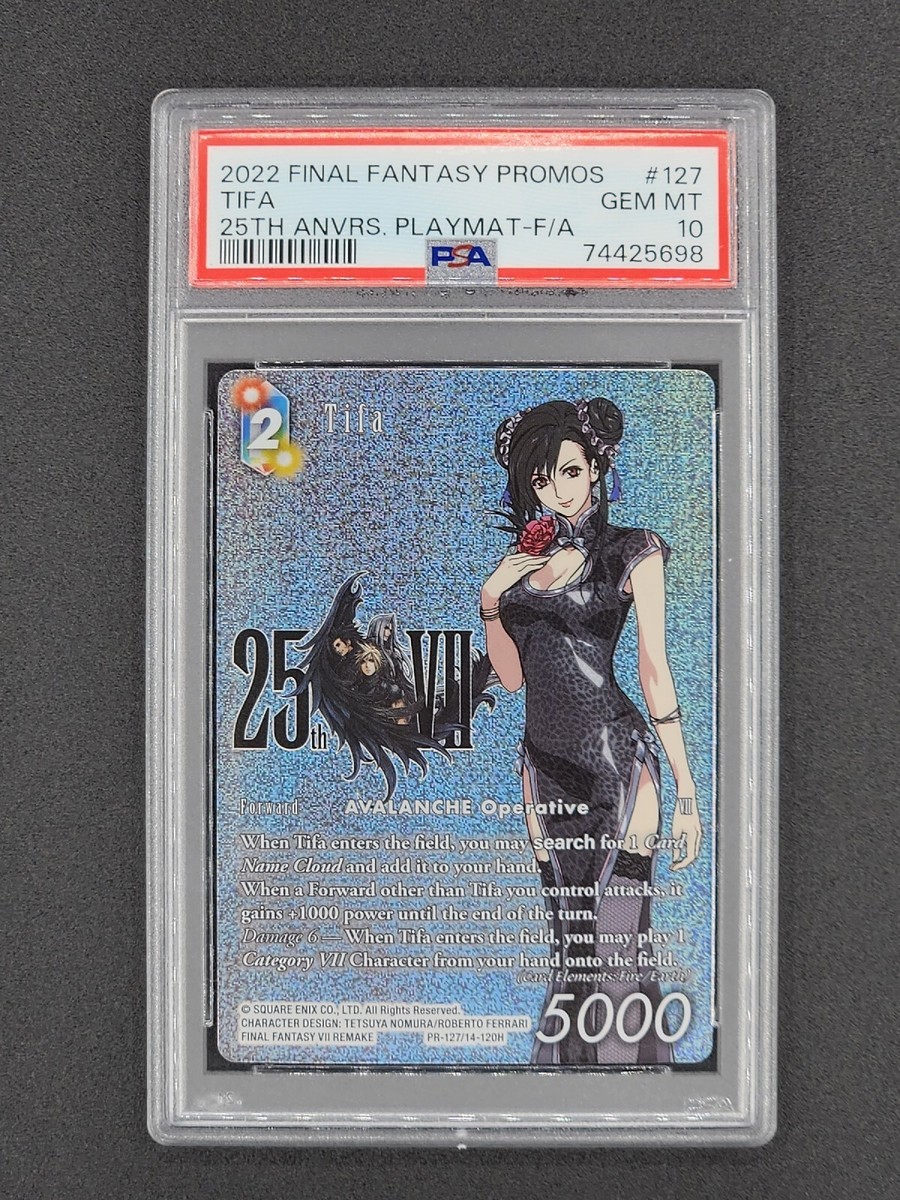 2022 FINAL FANTASY PROMOS #127
TIFA GEM MT
25TH ANVRS. PLAYMAT-F/A 10
PSA 74425698
2 Tifa
25th VII
Forward AVALANCHE Operative VII
When Tifa enters the field, you may search for 1 Card
Name Cloud and add it to your hand.
When a Forward other than Tifa you control attacks, it
gains +1000 power until the end of the turn.
Damage 6 — When Tifa enters the field, you may play 1
Category VII Character from your hand onto the field.
(Card Elements: Fire/Earth)
© SQUARE ENIX CO., LTD. All Rights Reserved.
CHARACTER DESIGN: TETSUYA NOMURA/ROBERTO FERRARI
FINAL FANTASY VII REMAKE PR-127/14-120H
5000